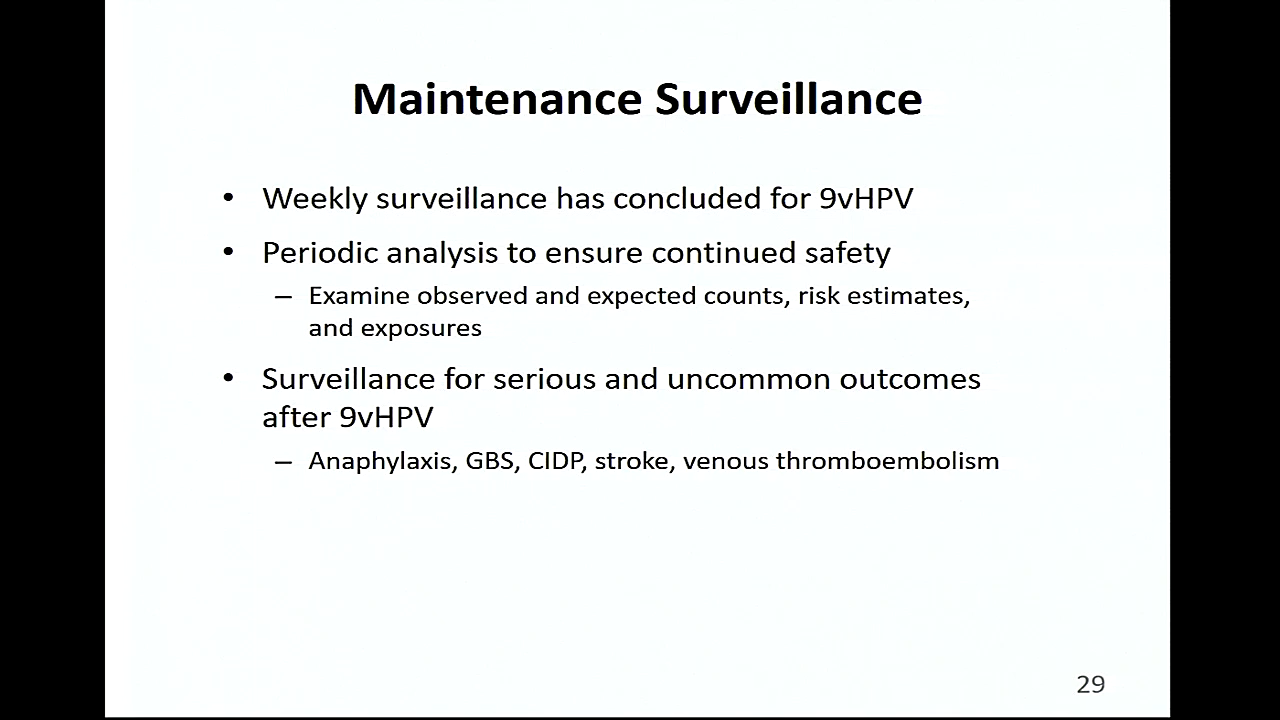 Maintenance Surveillance
• Weekly surveillance has concluded for 9vHPV
• Periodic analysis to ensure continued safety
– Examine observed and expected counts, risk estimates,
and exposures
• Surveillance for serious and uncommon outcomes
after 9vHPV
– Anaphylaxis, GBS, CIDP, stroke, venous thromboembolism
29